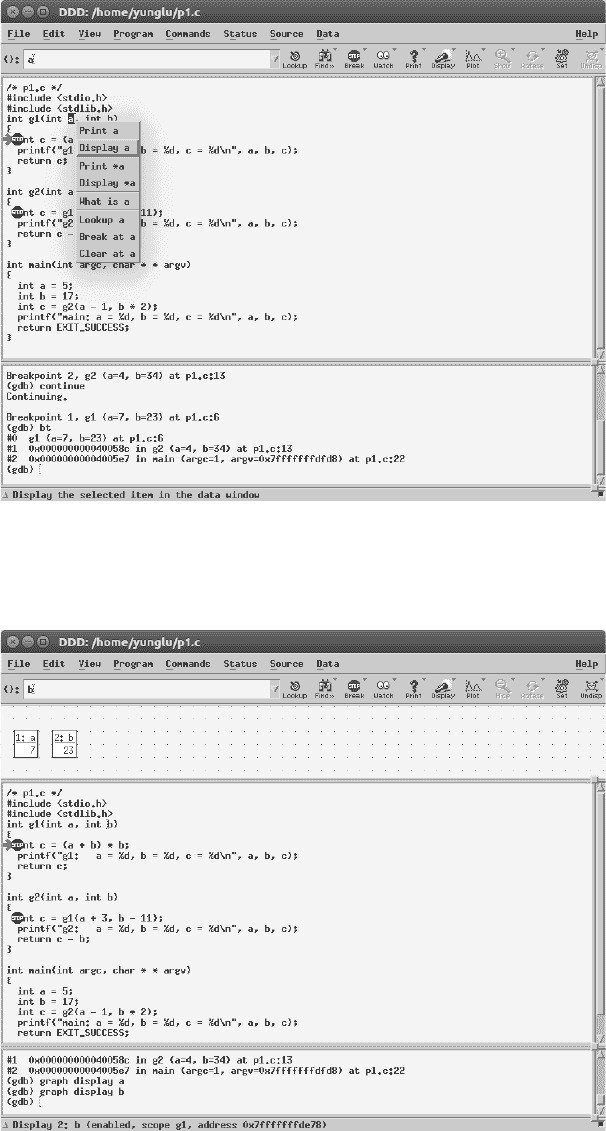 DDD: /home/yunglu/p1.c
File Edit View Program Commands Status Source Data Help
(): a
Lookup Find» Break Watch Print Display Plot Show Rotate Set Undisp
/* p1.c */
#include <stdio.h>
#include <stdlib.h>
int g1(int a, int b)
{
nt c = (a
printf("g1 b = %d, c = %d\n", a, b, c);
return c;
}
Print a
Display a
Print *a
Display *a
What is a
Lookup a
Break at a
Clear at a
int g2(int a
{
nt c = g1 11);
printf("g2 b = %d, c = %d\n", a, b, c);
return c -
}
int main(int argc, char * * argv)
{
int a = 5;
int b = 17;
int c = g2(a - 1, b * 2);
printf("main: a = %d, b = %d, c = %d\n", a, b, c);
return EXIT_SUCCESS;
}
Breakpoint 2, g2 (a=4, b=34) at p1.c:13
(gdb) continue
Continuing.
Breakpoint 1, g1 (a=7, b=23) at p1.c:6
(gdb) bt
#0 g1 (a=7, b=23) at p1.c:6
#1 0x000000000040058c in g2 (a=4, b=34) at p1.c:13
#2 0x00000000004005e7 in main (argc=1, argv=0x7fffffffdfd8) at p1.c:22
(gdb)
Display the selected item in the data window
DDD: /home/yunglu/p1.c
File Edit View Program Commands Status Source Data Help
(): b
Lookup Find» Break Watch Print Display Plot Hide Rotate Set Undisp
1: a 2: b
7 23
/* p1.c */
#include <stdio.h>
#include <stdlib.h>
int g1(int a, int b)
{
nt c = (a + b) * b;
printf("g1: a = %d, b = %d, c = %d\n", a, b, c);
return c;
}
int g2(int a, int b)
{
nt c = g1(a + 3, b - 11);
printf("g2: a = %d, b = %d, c = %d\n", a, b, c);
return c - b;
}
int main(int argc, char * * argv)
{
int a = 5;
int b = 17;
int c = g2(a - 1, b * 2);
printf("main: a = %d, b = %d, c = %d\n", a, b, c);
return EXIT_SUCCESS;
#1 0x000000000040058c in g2 (a=4, b=34) at p1.c:13
#2 0x00000000004005e7 in main (argc=1, argv=0x7fffffffdfd8) at p1.c:22
(gdb) graph display a
(gdb) graph display b
(gdb)
Display 2: b (enabled, scope g1, address 0x7fffffffde78)